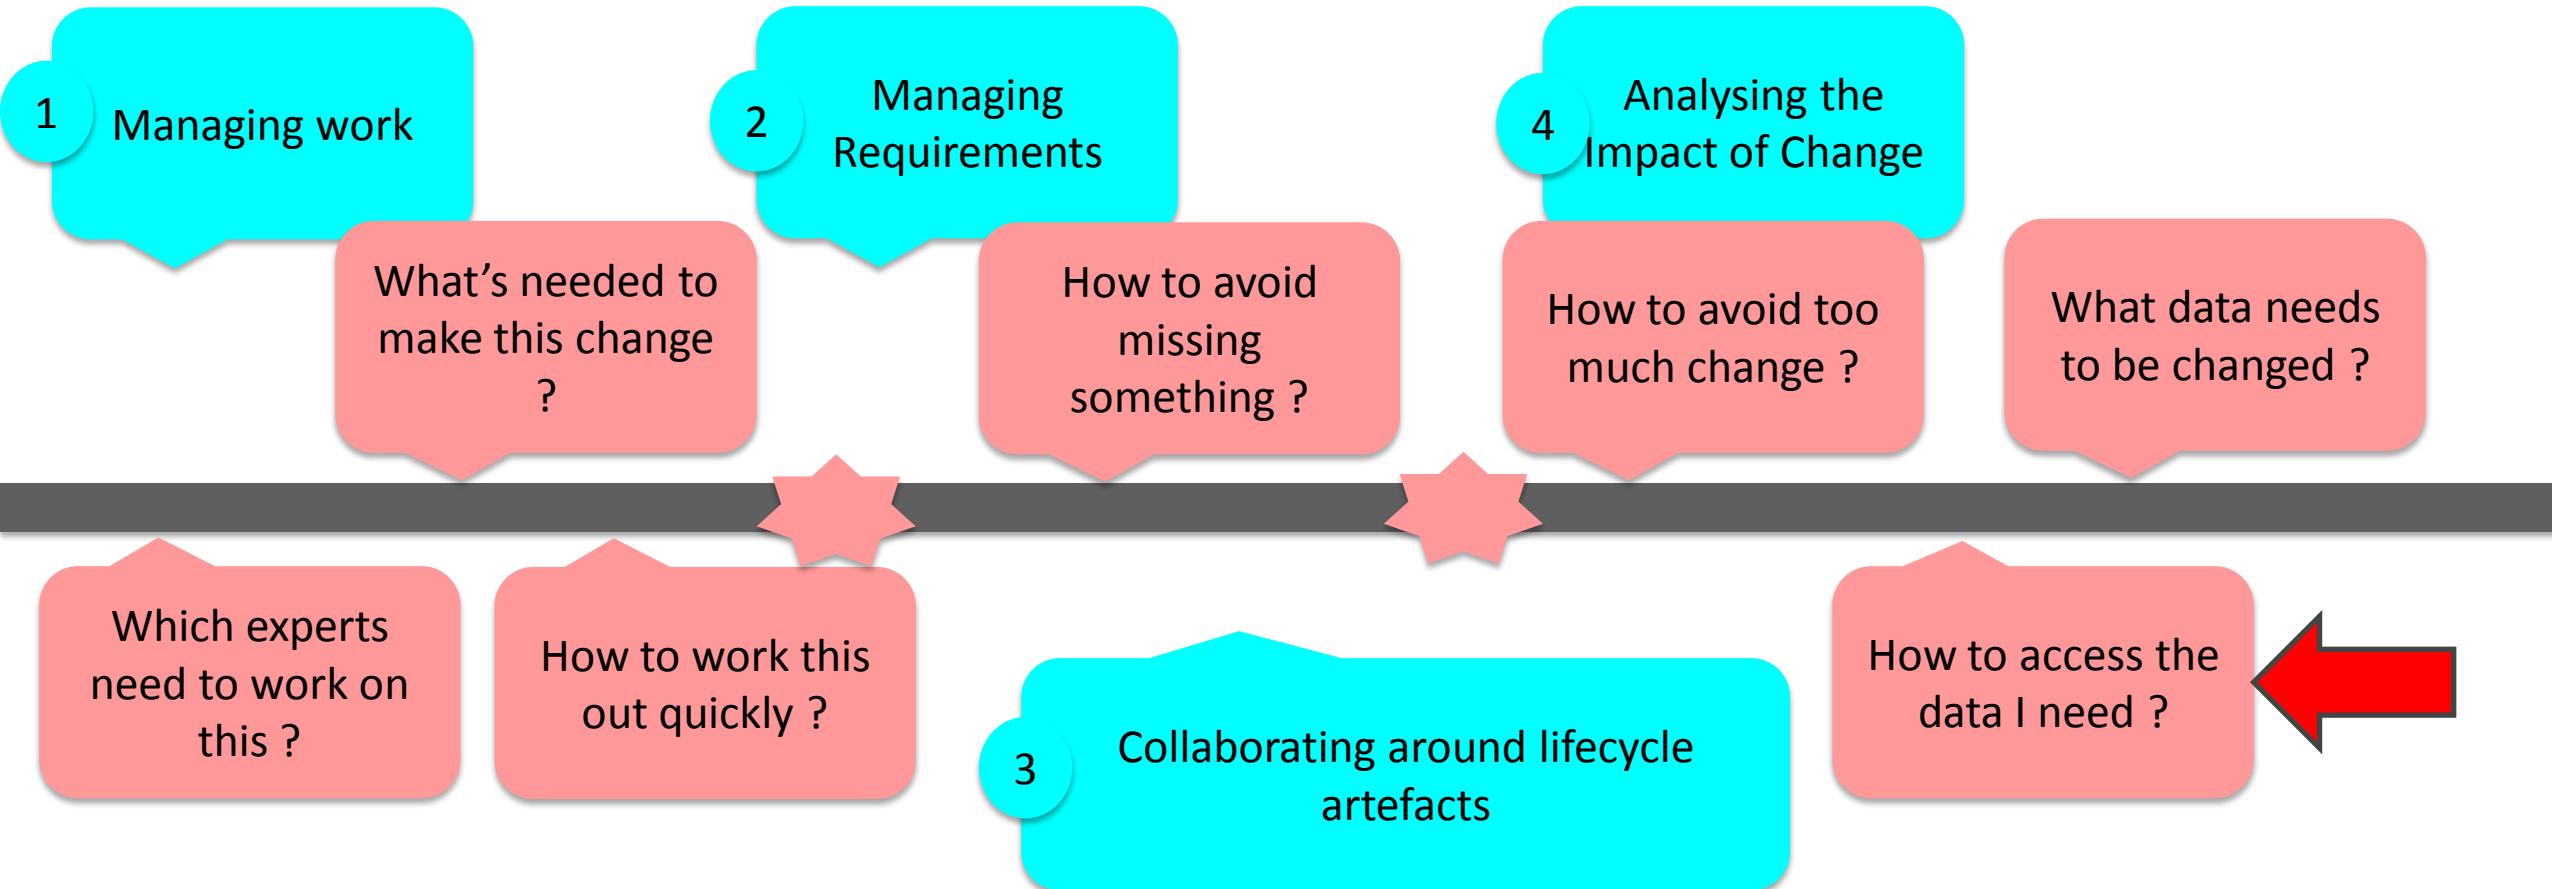 1
Managing work
2
Managing
Requirements
4
Analysing the
Impact of Change
What’s needed to
make this change
?
How to avoid
missing
something ?
How to avoid too
much change ?
What data needs
to be changed ?
Which experts
need to work on
this ?
How to work this
out quickly ?
3
Collaborating around lifecycle
artefacts
How to access the
data I need ?